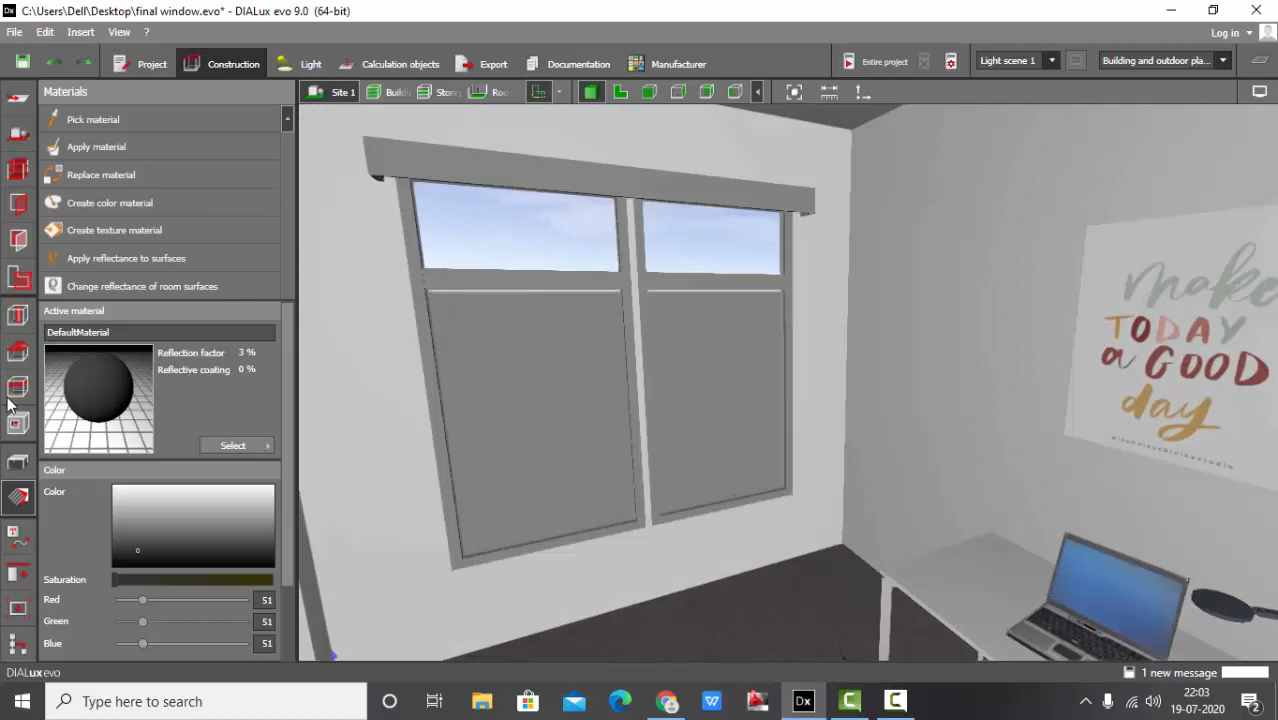 C:\Users\Dell\Desktop\final window.evo* - DIALux evo 9.0 (64-bit)
File Edit Insert View ?
Log in
Project Construction Light Calculation objects Export Documentation Manufacturer
Entire project
Light scene 1
Building and outdoor pla...
Materials
Site 1
Build
Store
Roo
Pick material
Apply material
Replace material
Create color material
Create texture material
Apply reflectance to surfaces
Change reflectance of room surfaces
Active material
DefaultMaterial
Reflection factor 3 %
Reflective coating 0 %
Select
Color
Color
Saturation
Red 51
Green 51
Blue 51
make
TODAY
a GOOD
day
DIALux evo
1 new message
Type here to search
22:03
19-07-2020
2